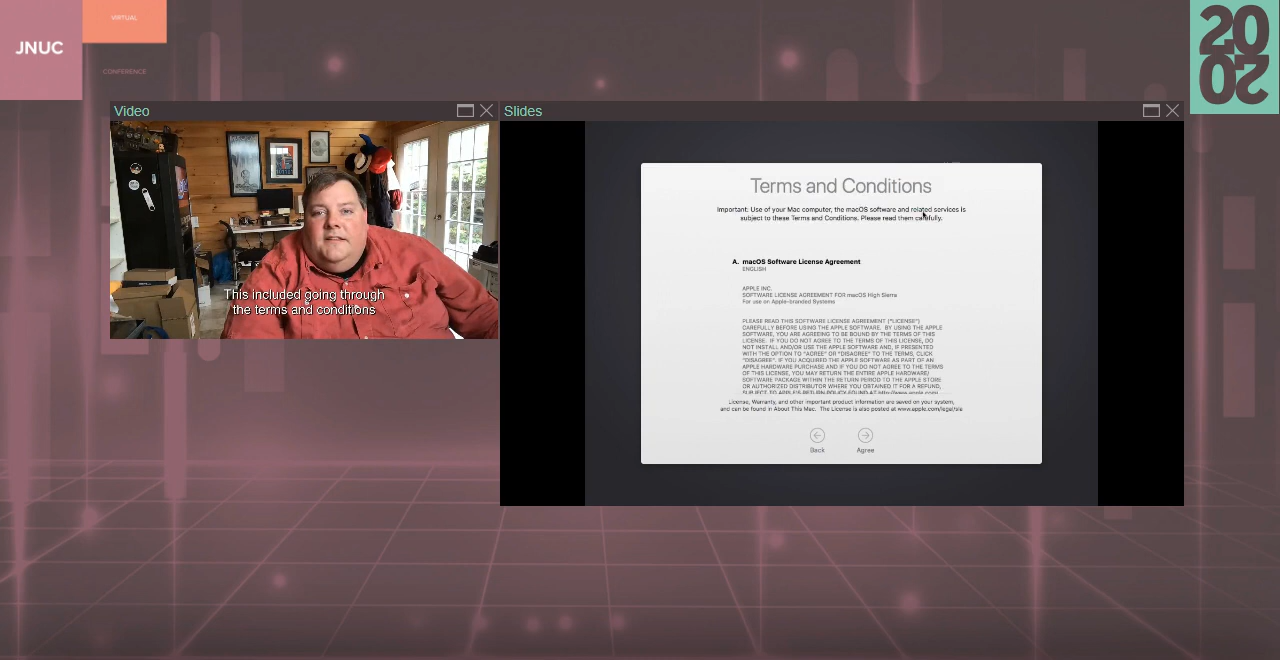 JNUC
VIRTUAL
CONFERENCE
20
20
Video
Slides
This included going through
the terms and conditions
Terms and Conditions
Important: Use of your Mac computer, the macOS software and related services is
subject to these Terms and Conditions. Please read them carefully.
A. macOS Software License Agreement
ENGLISH
APPLE INC.
SOFTWARE LICENSE AGREEMENT FOR macOS High Sierra
For use on Apple-branded Systems
PLEASE READ THIS SOFTWARE LICENSE AGREEMENT ("LICENSE")
CAREFULLY BEFORE USING THE APPLE SOFTWARE. BY USING THE APPLE
SOFTWARE, YOU ARE AGREEING TO BE BOUND BY THE TERMS OF THIS
LICENSE. IF YOU DO NOT AGREE TO THE TERMS OF THIS LICENSE, DO
NOT INSTALL AND/OR USE THE APPLE SOFTWARE AND, IF PRESENTED
WITH THE OPTION TO "AGREE" OR "DISAGREE" TO THE TERMS, CLICK
"DISAGREE". IF YOU ACQUIRED THE APPLE SOFTWARE AS PART OF AN
APPLE HARDWARE PURCHASE AND IF YOU DO NOT AGREE TO THE TERMS
OF THIS LICENSE, YOU MAY RETURN THE ENTIRE APPLE HARDWARE/
SOFTWARE PACKAGE WITHIN THE RETURN PERIOD TO THE APPLE STORE
OR AUTHORIZED DISTRIBUTOR WHERE YOU OBTAINED IT FOR A REFUND,
SUBJECT TO APPLE'S RETURN POLICY FOUND AT http://www.apple.com/
License, Warranty, and other important product information are saved on your system,
and can be found in About This Mac. The License is also posted at www.apple.com/legal/sla
Back
Agree